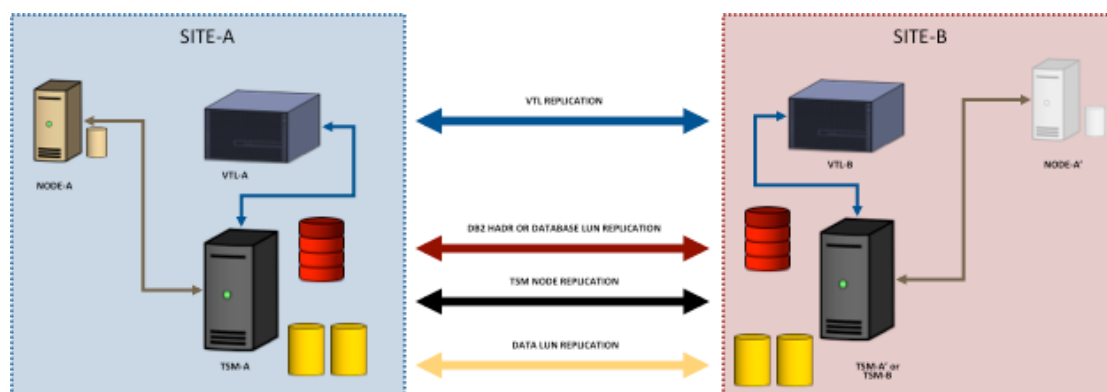 SITE-A
SITE-B
VTL REPLICATION
NODE-A
VTL-A
VTL-B
NODE-A'
DB2 HADR OR DATABASE LUN REPLICATION
TSM NODE REPLICATION
DATA LUN REPLICATION
TSM-A
TSM-A' or
TSM-B